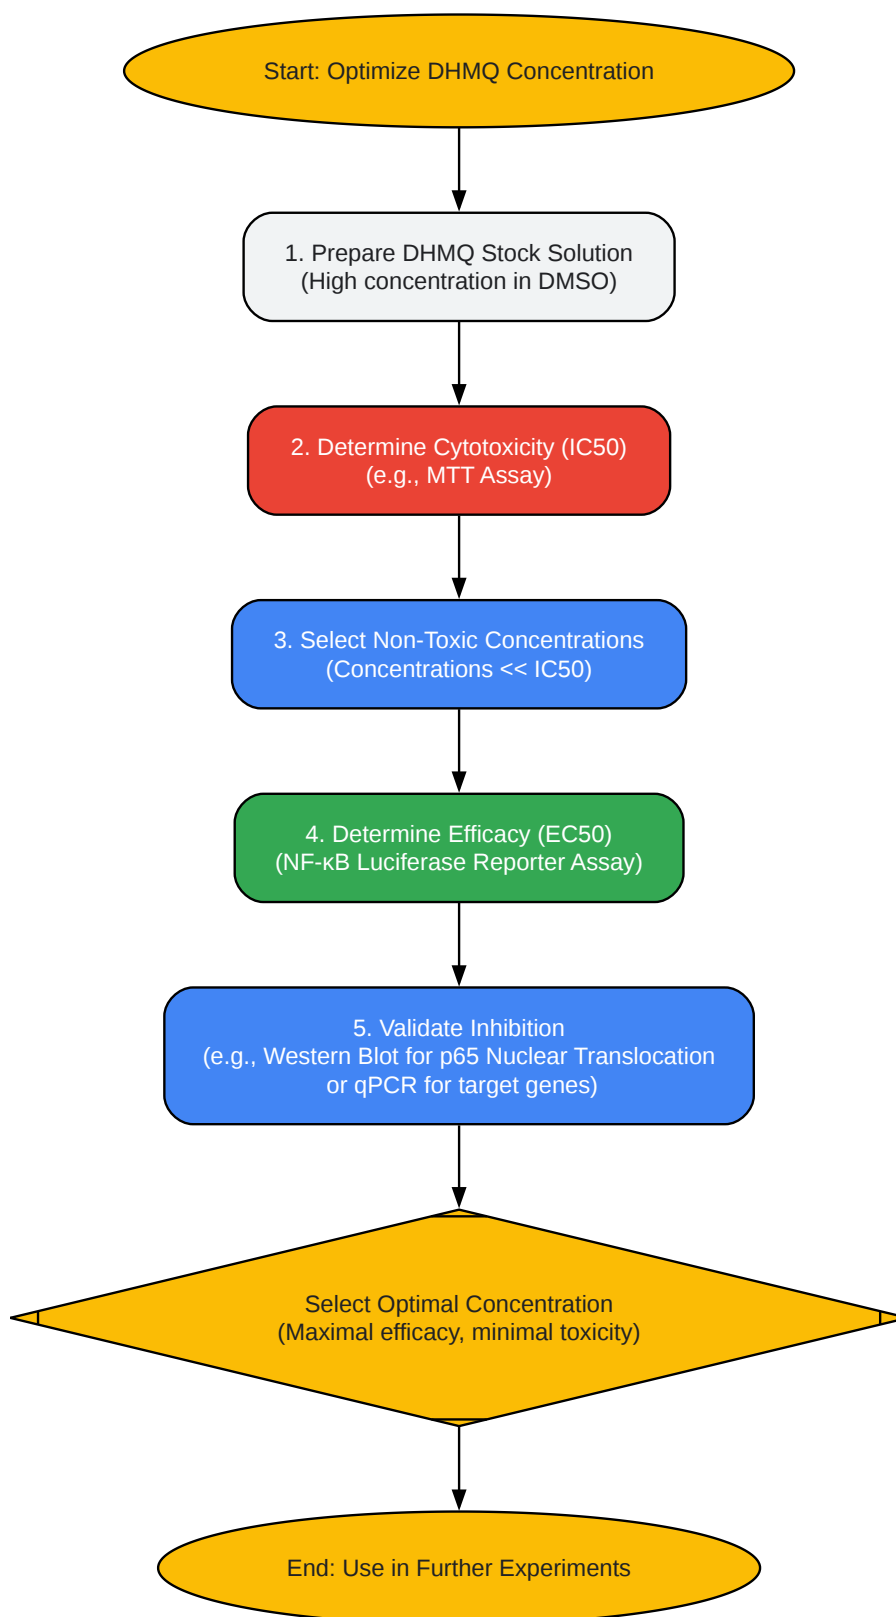 Start: Optimize DHMQ Concentration
1. Prepare DHMQ Stock Solution
(High concentration in DMSO)
2. Determine Cytotoxicity (IC50)
(e.g., MTT Assay)
3. Select Non-Toxic Concentrations
(Concentrations << IC50)
4. Determine Efficacy (EC50)
(NF-κB Luciferase Reporter Assay)
5. Validate Inhibition
(e.g., Western Blot for p65 Nuclear Translocation
or qPCR for target genes)
Select Optimal Concentration
(Maximal efficacy, minimal toxicity)
End: Use in Further Experiments